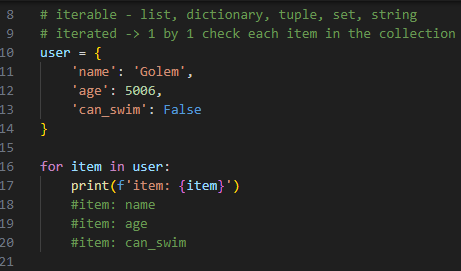 8 # iterable - list, dictionary, tuple, set, string
9 # iterated -> 1 by 1 check each item in the collection
10 user = {
11     'name': 'Golem',
12     'age': 5006,
13     'can_swim': False
14 }
15
16 for item in user:
17     print(f'item: {item}')
18     #item: name
19     #item: age
20     #item: can_swim
21